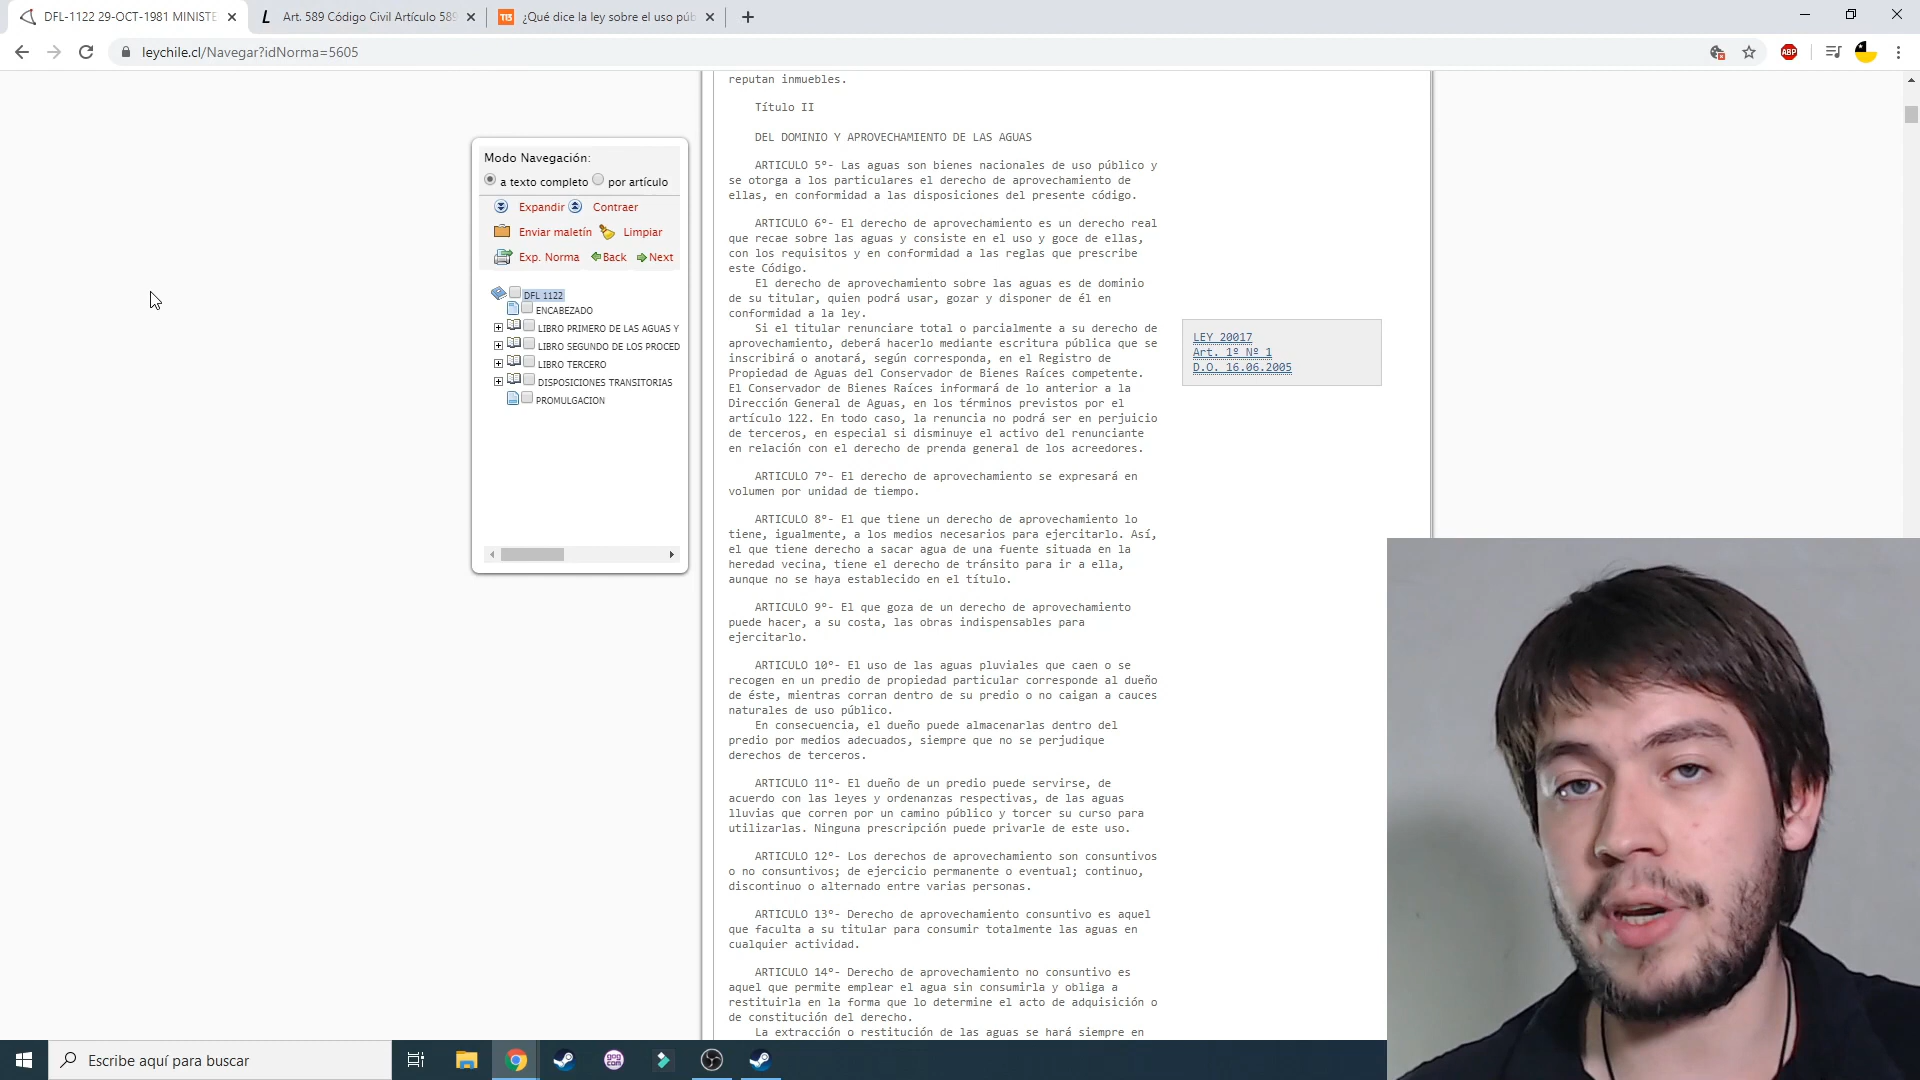 DFL-1122 29-OCT-1981 MINISTE
Art. 589 Código Civil Artículo 589
T13
¿Qué dice la ley sobre el uso púb
leychile.cl/Navegar?idNorma=5605
ABP
reputan inmuebles.
Título II
DEL DOMINIO Y APROVECHAMIENTO DE LAS AGUAS
ARTICULO 5°- Las aguas son bienes nacionales de uso público y
se otorga a los particulares el derecho de aprovechamiento de
ellas, en conformidad a las disposiciones del presente código.
ARTICULO 6°- El derecho de aprovechamiento es un derecho real
que recae sobre las aguas y consiste en el uso y goce de ellas,
con los requisitos y en conformidad a las reglas que prescribe
este Código.
El derecho de aprovechamiento sobre las aguas es de dominio
de su titular, quien podrá usar, gozar y disponer de él en
conformidad a la ley.
Si el titular renunciare total o parcialmente a su derecho de
aprovechamiento, deberá hacerlo mediante escritura pública que se
inscribirá o anotará, según corresponda, en el Registro de
Propiedad de Aguas del Conservador de Bienes Raíces competente.
El Conservador de Bienes Raíces informará de lo anterior a la
Dirección General de Aguas, en los términos previstos por el
artículo 122. En todo caso, la renuncia no podrá ser en perjuicio
de terceros, en especial si disminuye el activo del renunciante
en relación con el derecho de prenda general de los acreedores.
ARTICULO 7°- El derecho de aprovechamiento se expresará en
volumen por unidad de tiempo.
ARTICULO 8°- El que tiene un derecho de aprovechamiento lo
tiene, igualmente, a los medios necesarios para ejercitarlo. Así,
el que tiene derecho a sacar agua de una fuente situada en la
heredad vecina, tiene el derecho de tránsito para ir a ella,
aunque no se haya establecido en el título.
ARTICULO 9°- El que goza de un derecho de aprovechamiento
puede hacer, a su costa, las obras indispensables para
ejercitarlo.
ARTICULO 10°- El uso de las aguas pluviales que caen o se
recogen en un predio de propiedad particular corresponde al dueño
de éste, mientras corran dentro de su predio o no caigan a cauces
naturales de uso público.
En consecuencia, el dueño puede almacenarlas dentro del
predio por medios adecuados, siempre que no se perjudique
derechos de terceros.
ARTICULO 11°- El dueño de un predio puede servirse, de
acuerdo con las leyes y ordenanzas respectivas, de las aguas
lluvias que corren por un camino público y torcer su curso para
utilizarlas. Ninguna prescripción puede privarle de este uso.
ARTICULO 12°- Los derechos de aprovechamiento son consuntivos
o no consuntivos; de ejercicio permanente o eventual; continuo,
discontinuo o alternado entre varias personas.
ARTICULO 13°- Derecho de aprovechamiento consuntivo es aquel
que faculta a su titular para consumir totalmente las aguas en
cualquier actividad.
ARTICULO 14°- Derecho de aprovechamiento no consuntivo es
aquel que permite emplear el agua sin consumirla y obliga a
restituirla en la forma que lo determine el acto de adquisición o
de constitución del derecho.
La extracción o restitución de las aguas se hará siempre en
Modo Navegación:
a texto completo por artículo
Expandir Contraer
Enviar maletín Limpiar
Exp. Norma Back Next
DFL 1122
ENCABEZADO
LIBRO PRIMERO DE LAS AGUAS Y
LIBRO SEGUNDO DE LOS PROCED
LIBRO TERCERO
DISPOSICIONES TRANSITORIAS
PROMULGACION
LEY 20017
Art. 1º Nº 1
D.O. 16.06.2005
Escribe aquí para buscar
GOG
COM